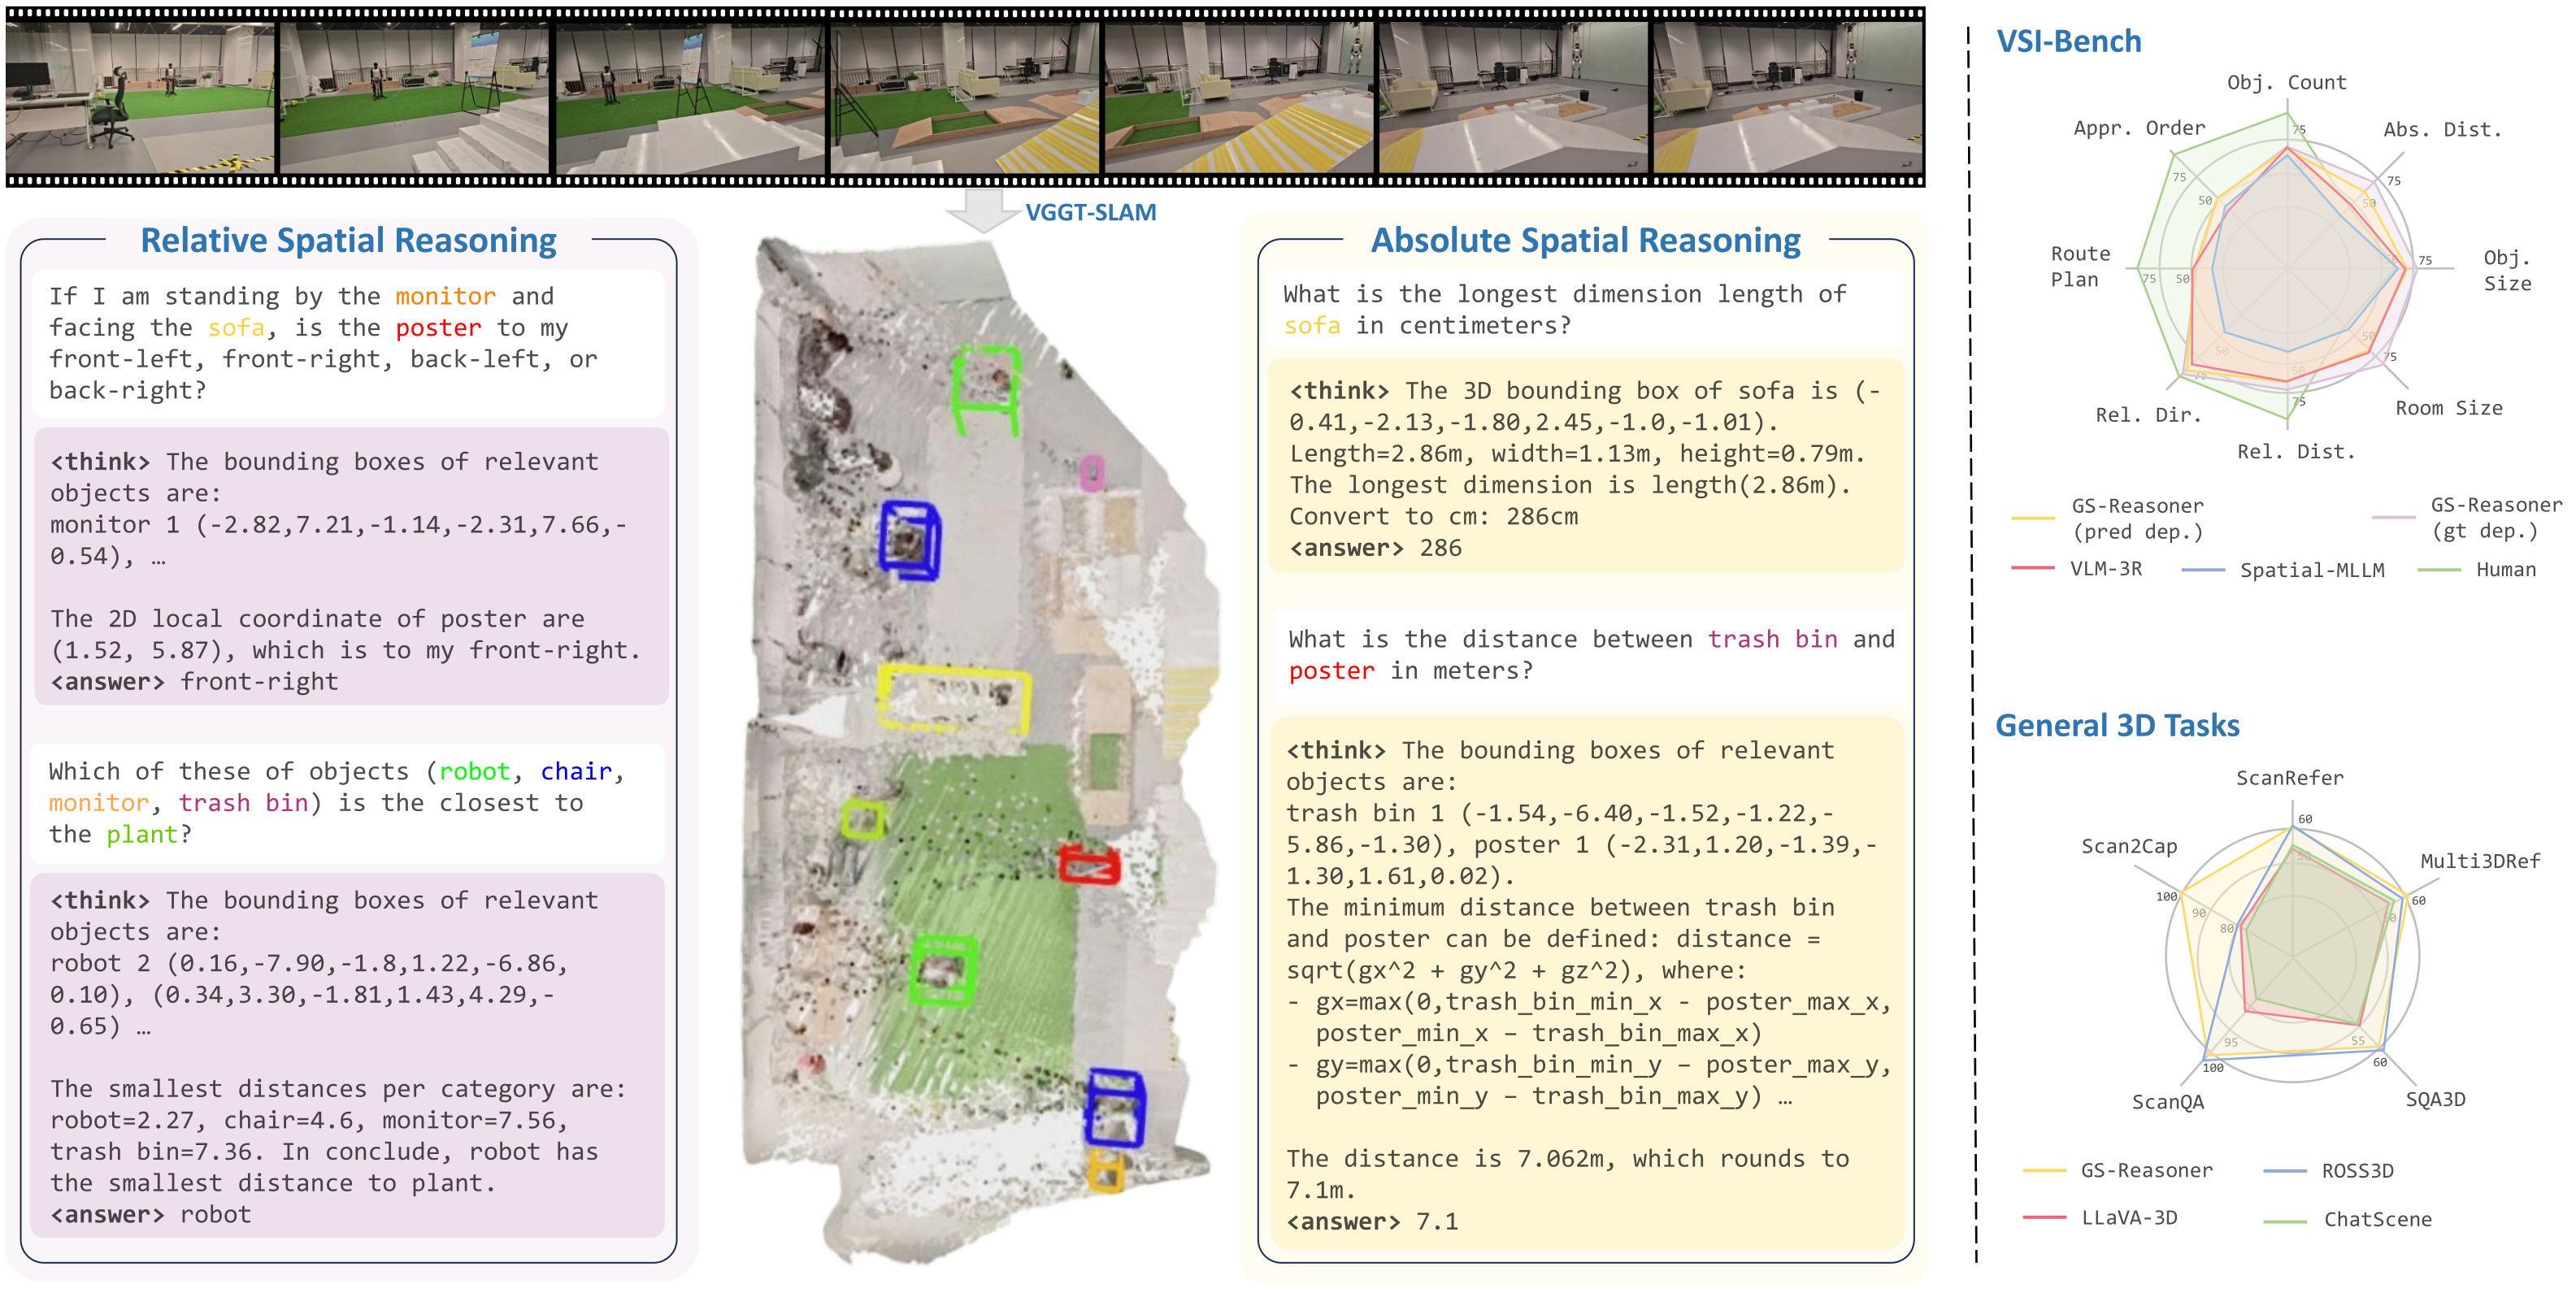 VGGT-SLAM
Relative Spatial Reasoning
If I am standing by the monitor and
facing the sofa, is the poster to my
front-left, front-right, back-left, or
back-right?
<think> The bounding boxes of relevant
objects are:
monitor 1 (-2.82,7.21,-1.14,-2.31,7.66,-
0.54), …
The 2D local coordinate of poster are
(1.52, 5.87), which is to my front-right.
<answer> front-right
Which of these of objects (robot, chair,
monitor, trash bin) is the closest to
the plant?
<think> The bounding boxes of relevant
objects are:
robot 2 (0.16,-7.90,-1.8,1.22,-6.86,
0.10), (0.34,3.30,-1.81,1.43,4.29,-
0.65) …
The smallest distances per category are:
robot=2.27, chair=4.6, monitor=7.56,
trash bin=7.36. In conclude, robot has
the smallest distance to plant.
<answer> robot
Absolute Spatial Reasoning
What is the longest dimension length of
sofa in centimeters?
<think> The 3D bounding box of sofa is (-
0.41,-2.13,-1.80,2.45,-1.0,-1.01).
Length=2.86m, width=1.13m, height=0.79m.
The longest dimension is length(2.86m).
Convert to cm: 286cm
<answer> 286
What is the distance between trash bin and
poster in meters?
<think> The bounding boxes of relevant
objects are:
trash bin 1 (-1.54,-6.40,-1.52,-1.22,-
5.86,-1.30), poster 1 (-2.31,1.20,-1.39,-
1.30,1.61,0.02).
The minimum distance between trash bin
and poster can be defined: distance =
sqrt(gx^2 + gy^2 + gz^2), where:
- gx=max(0,trash_bin_min_x - poster_max_x,
poster_min_x – trash_bin_max_x)
- gy=max(0,trash_bin_min_y – poster_max_y,
poster_min_y – trash_bin_max_y) …
The distance is 7.062m, which rounds to
7.1m.
<answer> 7.1
VSI-Bench
Obj. Count
Appr. Order
Abs. Dist.
Route
Plan
Obj.
Size
Rel. Dir.
Room Size
Rel. Dist.
75
75
50
75
50
75
50
75
50
75
50
75
50
75
50
GS-Reasoner
(pred dep.)
GS-Reasoner
(gt dep.)
VLM-3R
Spatial-MLLM
Human
General 3D Tasks
ScanRefer
60
50
Scan2Cap
Multi3DRef
100
90
80
60
50
95
100
55
60
ScanQA
SQA3D
GS-Reasoner
ROSS3D
LLaVA-3D
ChatScene